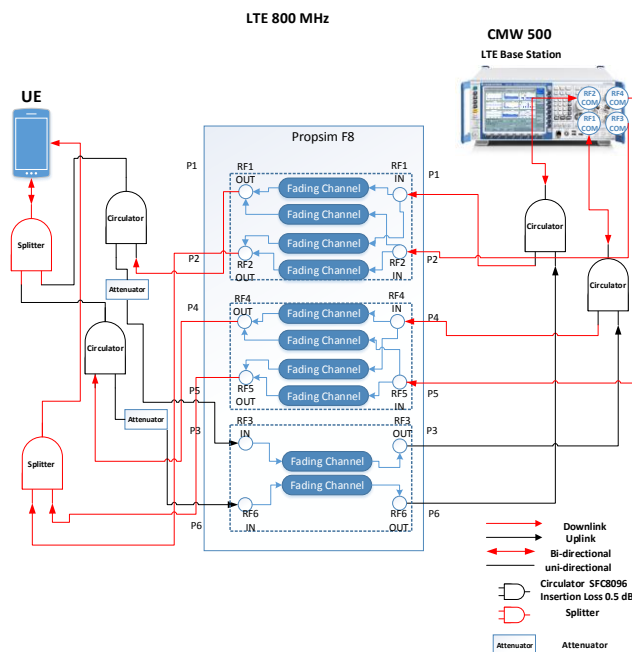 LTE 800 MHz
CMW 500
LTE Base Station
UE
RF2
COM
RF4
COM
RF1
COM
RF3
COM
Propsim F8
P1
RF1
OUT
Fading Channel
RF1
IN
P1
Fading Channel
Circulator
Circulator
Splitter
P2
Fading Channel
RF2
OUT
Fading Channel
RF2
IN
P2
Attenuator
Circulator
P4
RF4
OUT
Fading Channel
RF4
IN
P4
Fading Channel
Circulator
Fading Channel
P5
RF5
OUT
Fading Channel
RF5
IN
P5
Attenuator
P3
RF3
IN
RF3
OUT
P3
Splitter
Fading Channel
Fading Channel
P6
RF6
IN
RF6
OUT
P6
Downlink
Uplink
Bi-directional
uni-directional
Circulator SFC8096
Insertion Loss 0.5 dB
Splitter
Attenuator
Attenuator